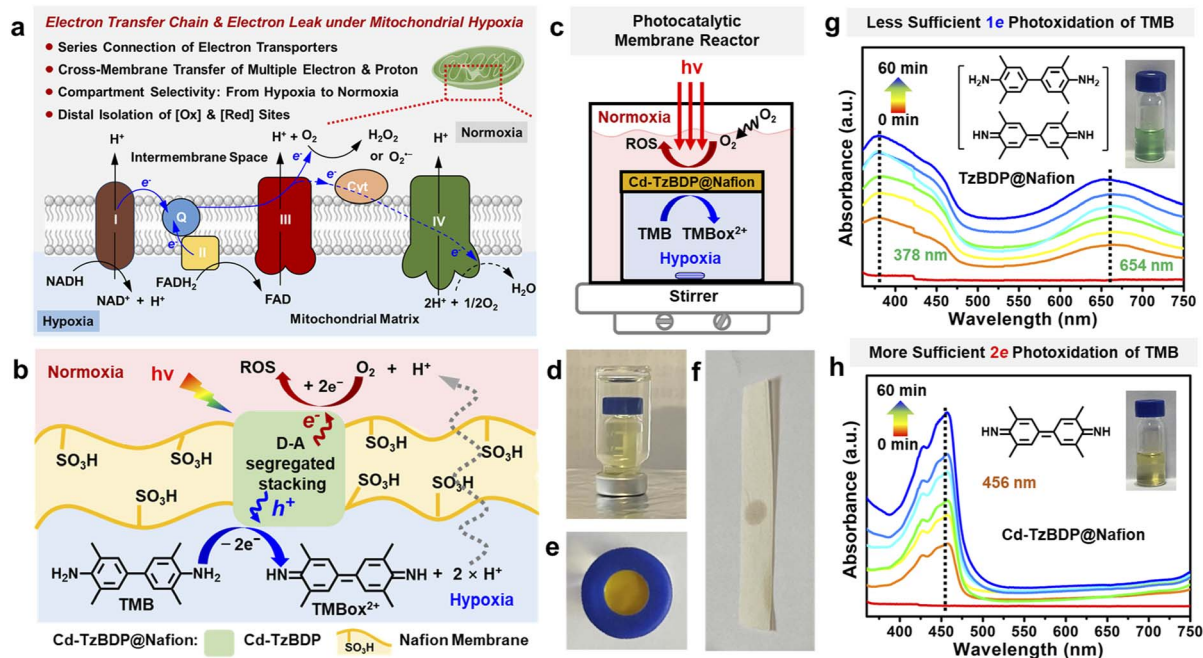 a
Electron Transfer Chain & Electron Leak under Mitochondrial Hypoxia
Series Connection of Electron Transporters
Cross-Membrane Transfer of Multiple Electron & Proton
Compartment Selectivity: From Hypoxia to Normoxia
Distal Isolation of [Ox] & [Red] Sites
Normoxia
H⁺
H⁺ + O₂
H₂O₂
or O₂•⁻
H⁺
Intermembrane Space
e⁻
e⁻
e⁻
Cyt
I
Q
III
IV
e⁻
II
e⁻
NADH
NAD⁺ + H⁺
FADH₂
FAD
2H⁺ + 1/2O₂
H₂O
Hypoxia
Mitochondrial Matrix
b
Normoxia
hν
ROS
+ 2e⁻
O₂ + H⁺
e⁻
D-A
segregated
stacking
h⁺
SO₃H
SO₃H
SO₃H
SO₃H
SO₃H
SO₃H
− 2e⁻
H₂N
NH₂
TMB
HN
NH
+ 2 × H⁺
TMBox²⁺
Hypoxia
Cd-TzBDP@Nafion:
Cd-TzBDP
SO₃H
Nafion Membrane
c
Photocatalytic
Membrane Reactor
hν
Normoxia
O₂
ROS
O₂
Cd-TzBDP@Nafion
TMB
TMBox²⁺
Hypoxia
Stirrer
d
e
f
g
Less Sufficient 1e Photoxidation of TMB
60 min
0 min
H₂N
NH₂
HN
NH
TzBDP@Nafion
378 nm
654 nm
Absorbance (a.u.)
400 450 500 550 600 650 700 750
Wavelength (nm)
h
More Sufficient 2e Photoxidation of TMB
60 min
0 min
HN
NH
456 nm
Cd-TzBDP@Nafion
Absorbance (a.u.)
400 450 500 550 600 650 700 750
Wavelength (nm)